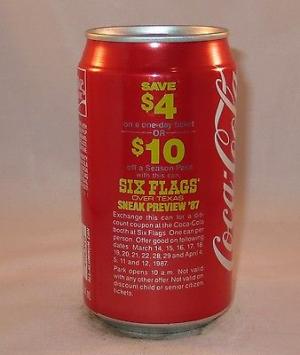 SAVE
$4
on a one-day ticket
-OR-
$10
off a Season Pass
with this can.
SIX FLAGS
OVER TEXAS
SNEAK PREVIEW '87
Exchange this can for a dis-
count coupon at the Coca-Cola
booth at Six Flags. One can per
person. Offer good on following
dates: March 14, 15, 16, 17, 18,
19, 20, 21, 22, 28, 29 and April 4,
5, 11 and 12, 1987.
Park opens 10 a.m. Not valid
with any other discount offer or
discount child or senior citizen
tickets.
Coca-Cola